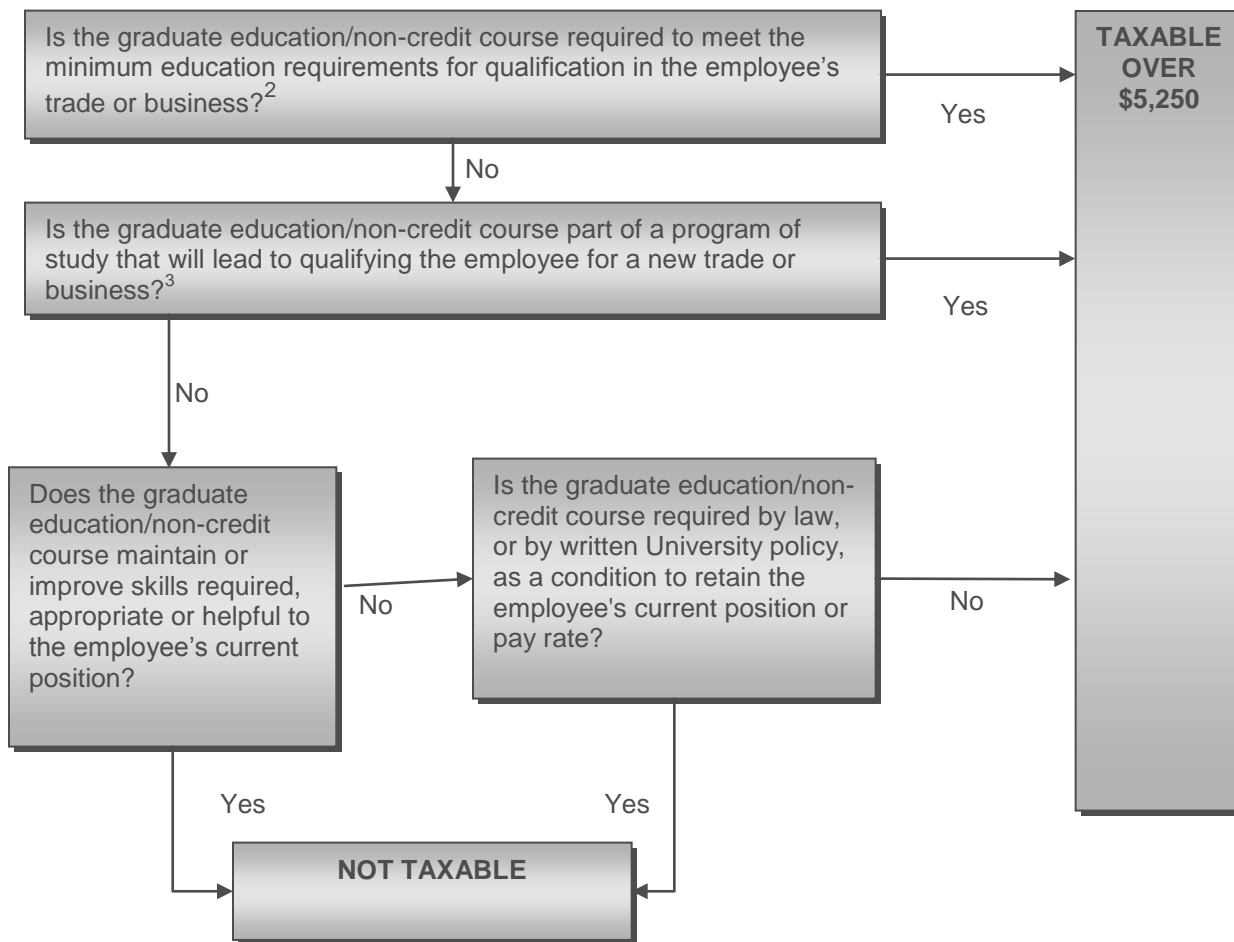 Is the graduate education/non-credit course required to meet the
minimum education requirements for qualification in the employee’s
trade or business?2
Yes
TAXABLE
OVER
$5,250
No
Is the graduate education/non-credit course part of a program of
study that will lead to qualifying the employee for a new trade or
business?3
Yes
No
Does the graduate
education/non-credit
course maintain or
improve skills required,
appropriate or helpful to
the employee’s current
position?
No
Is the graduate education/non-
credit course required by law,
or by written University policy,
as a condition to retain the
employee's current position or
pay rate?
No
Yes
Yes
NOT TAXABLE